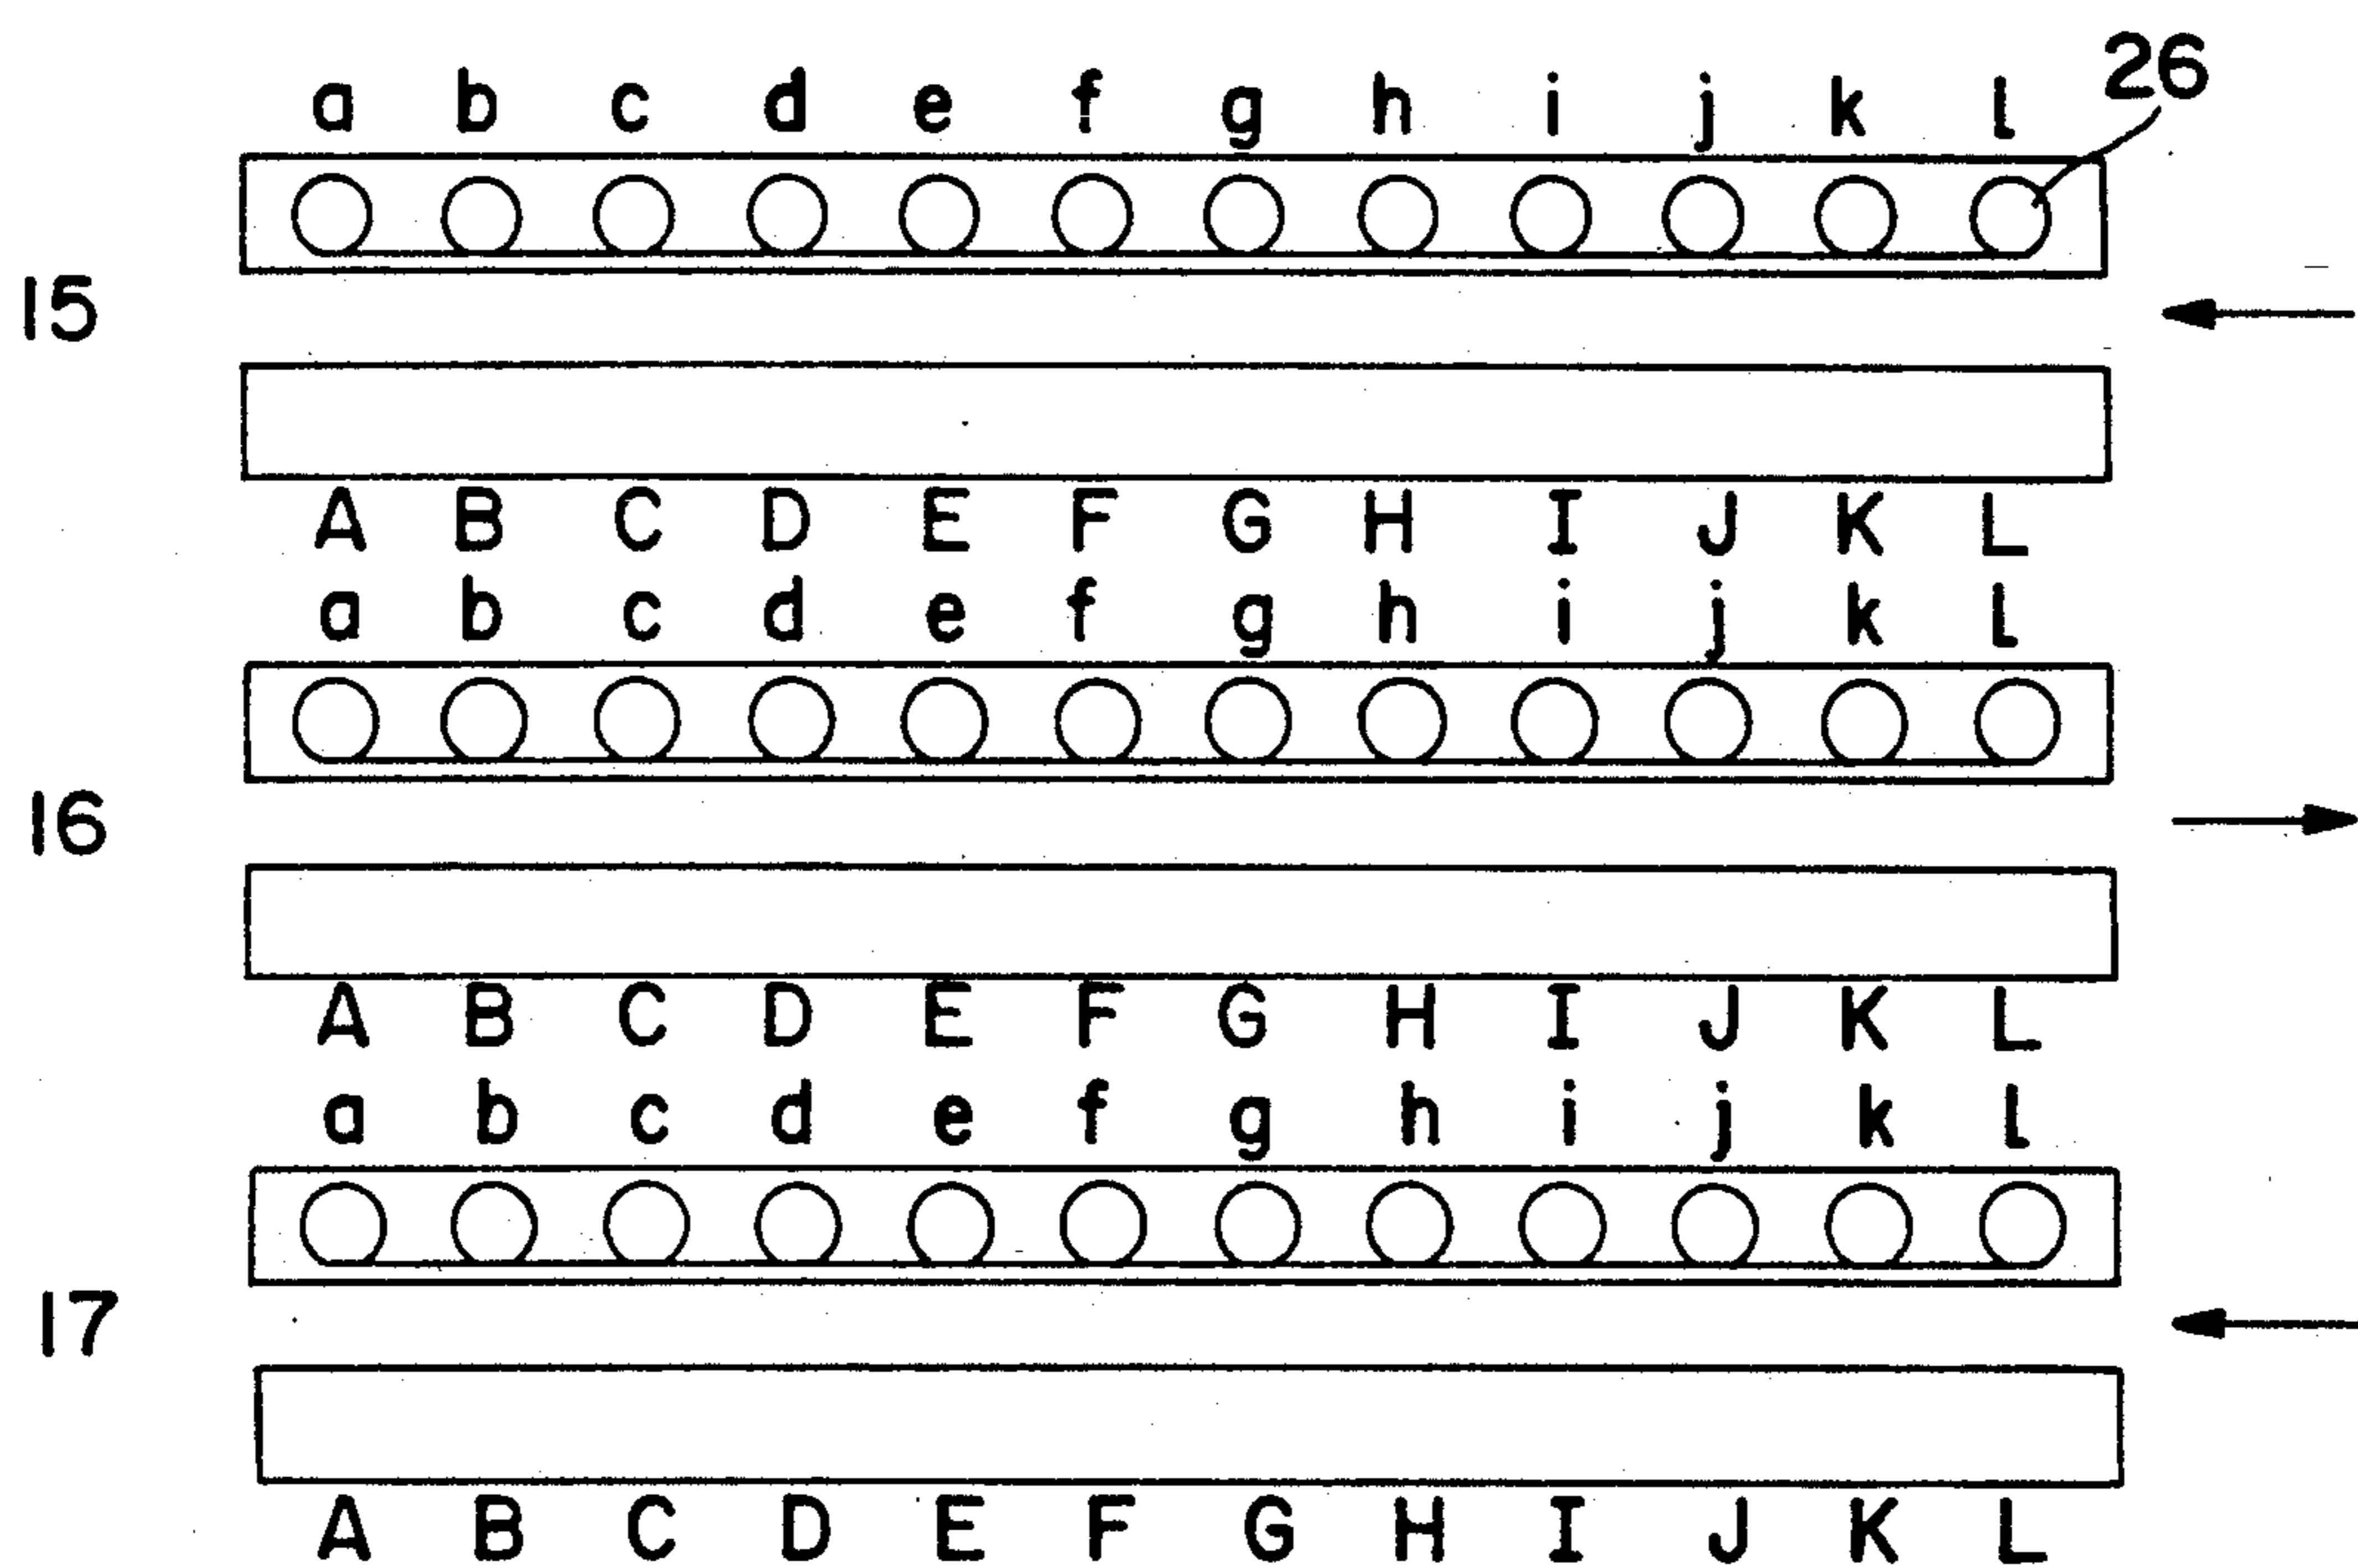 a b c d e f g h i j k l 26
15
A B C D E F G H I J K L
a b c d e f g h i j k l
16
A B C D E F G H I J K L
a b c d e f g h i j k l
17
A B C D E F G H I J K L